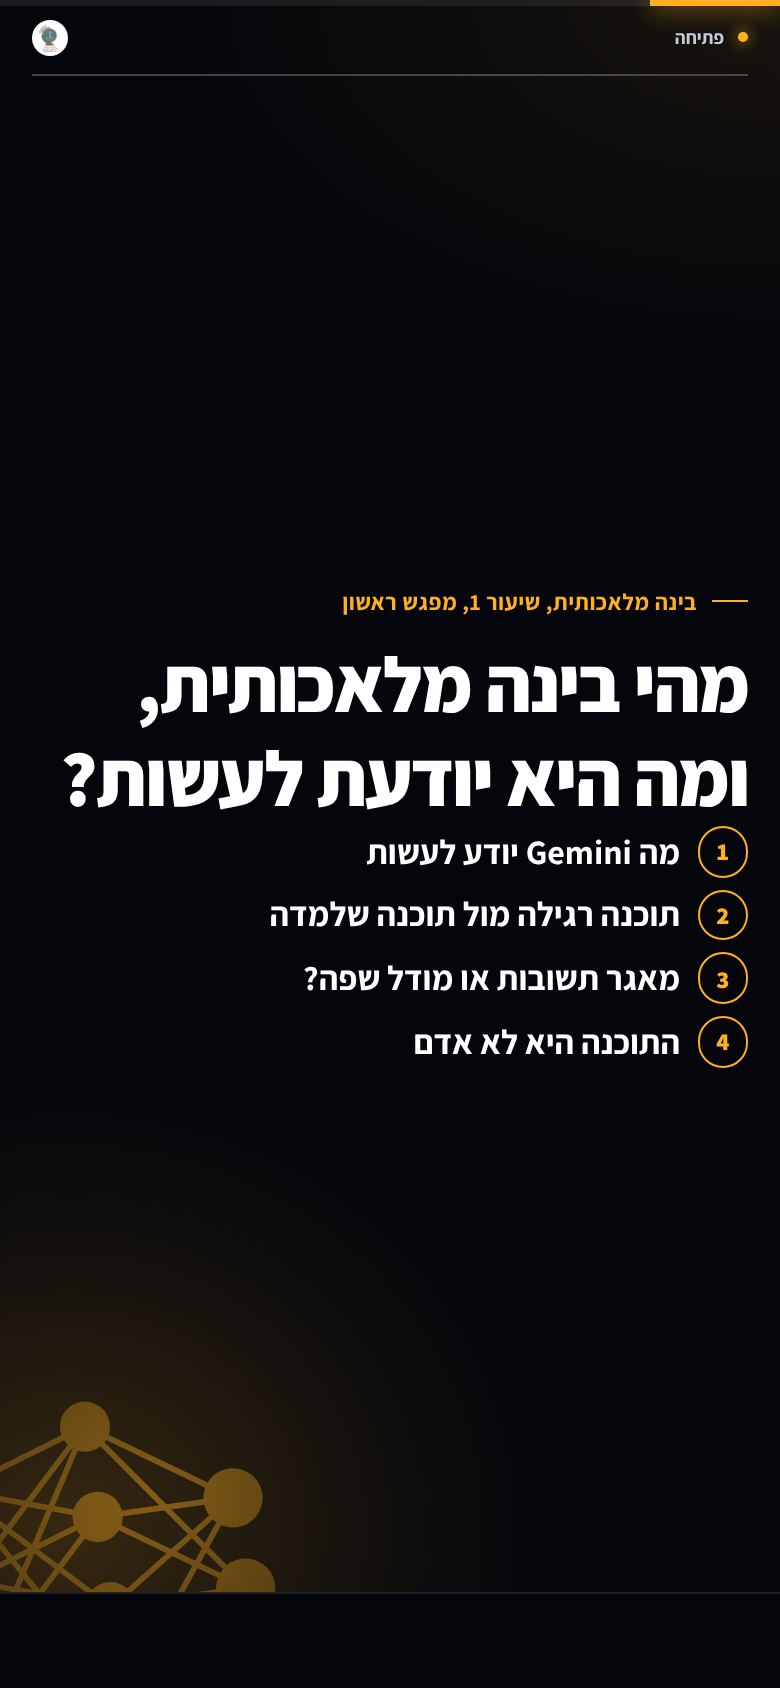 פתיחה
בינה מלאכותית, שיעור 1, מפגש ראשון
מהי בינה מלאכותית,
ומה היא יודעת לעשות?
1 מה Gemini יודע לעשות
2 תוכנה רגילה מול תוכנה שלמדה
3 מאגר תשובות או מודל שפה?
4 התוכנה היא לא אדם